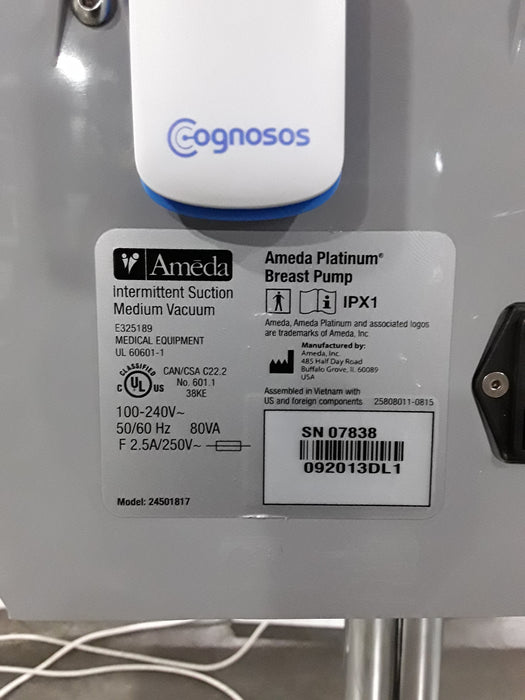 Cognosos
Amēda
Intermittent Suction
Medium Vacuum
E325189
MEDICAL EQUIPMENT
UL 60601-1
CLASSIFIED
C UL US
CAN/CSA C22.2
No. 601.1
38KE
100-240V~
50/60 Hz 80VA
F 2.5A/250V~
Model: 24501817
Ameda Platinum®
Breast Pump
IPX1
Ameda, Ameda Platinum and associated logos
are trademarks of Ameda, Inc.
Manufactured by:
Ameda, Inc.
485 Half Day Road
Buffalo Grove, IL 60089
USA
Assembled in Vietnam with
US and foreign components 25808011-0815
SN 07838
092013DL1